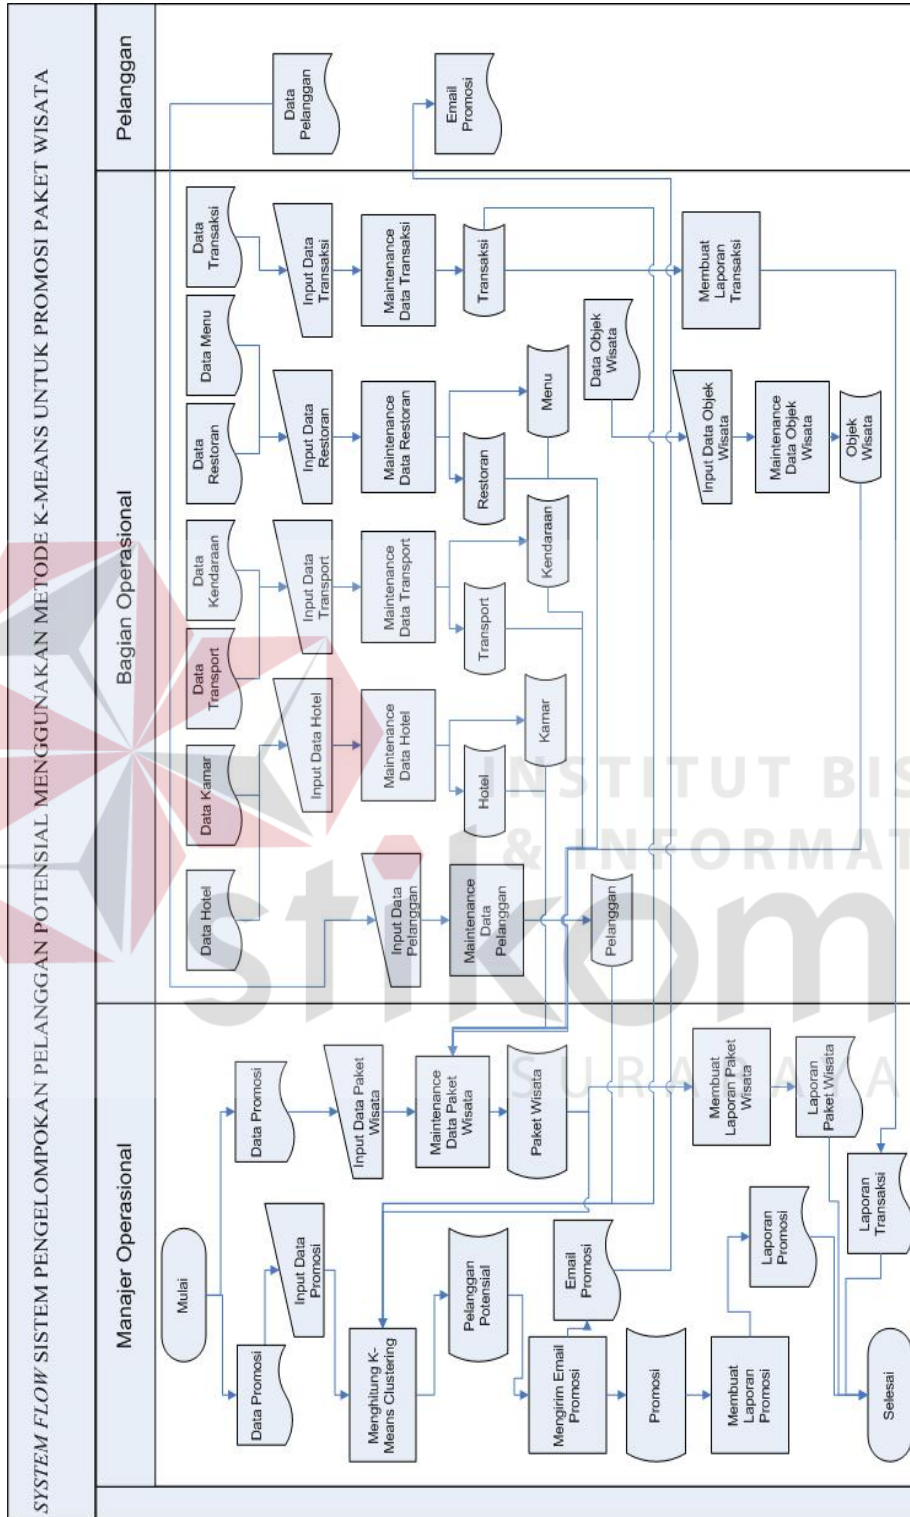 SYSTEM FLOW SISTEM PENGELOMPOKAN PELANGGAN POTENSIAL MENGGUNAKAN METODE K-MEANS UNTUK PROMOSI PAKET WISATA
Manajer Operasional
Bagian Operasional
Pelanggan
Mulai
Data Promosi
Data Promosi
Input Data
Promosi
Input Data Paket
Wisata
Menghitung K-
Means Clustering
Maintenance
Data Paket
Wisata
Pelanggan
Potensial
Paket Wisata
Mengirim Email
Promosi
Email
Promosi
Promosi
Membuat
Laporan
Promosi
Laporan
Promosi
Membuat
Laporan Paket
Wisata
Laporan
Paket Wisata
Laporan
Transaksi
Selesai
Data Hotel
Data Kamar
Data
Transport
Data
Kendaraan
Data
Restoran
Data Menu
Data
Transaksi
Input Data
Pelanggan
Input Data Hotel
Input Data
Transport
Input Data
Restoran
Input Data
Transaksi
Maintenance
Data
Pelanggan
Maintenance
Data Hotel
Maintenance
Data Transport
Maintenance
Data Restoran
Maintenance
Data Transaksi
Pelanggan
Hotel
Kamar
Transport
Kendaraan
Restoran
Menu
Transaksi
Data Objek
Wisata
Input Data Objek
Wisata
Maintenance
Data Objek
Wisata
Objek
Wisata
Membuat
Laporan
Transaksi
Data
Pelanggan
Email
Promosi
INSTITUT BIS
& INFORMAT
stikom
SURABAYA